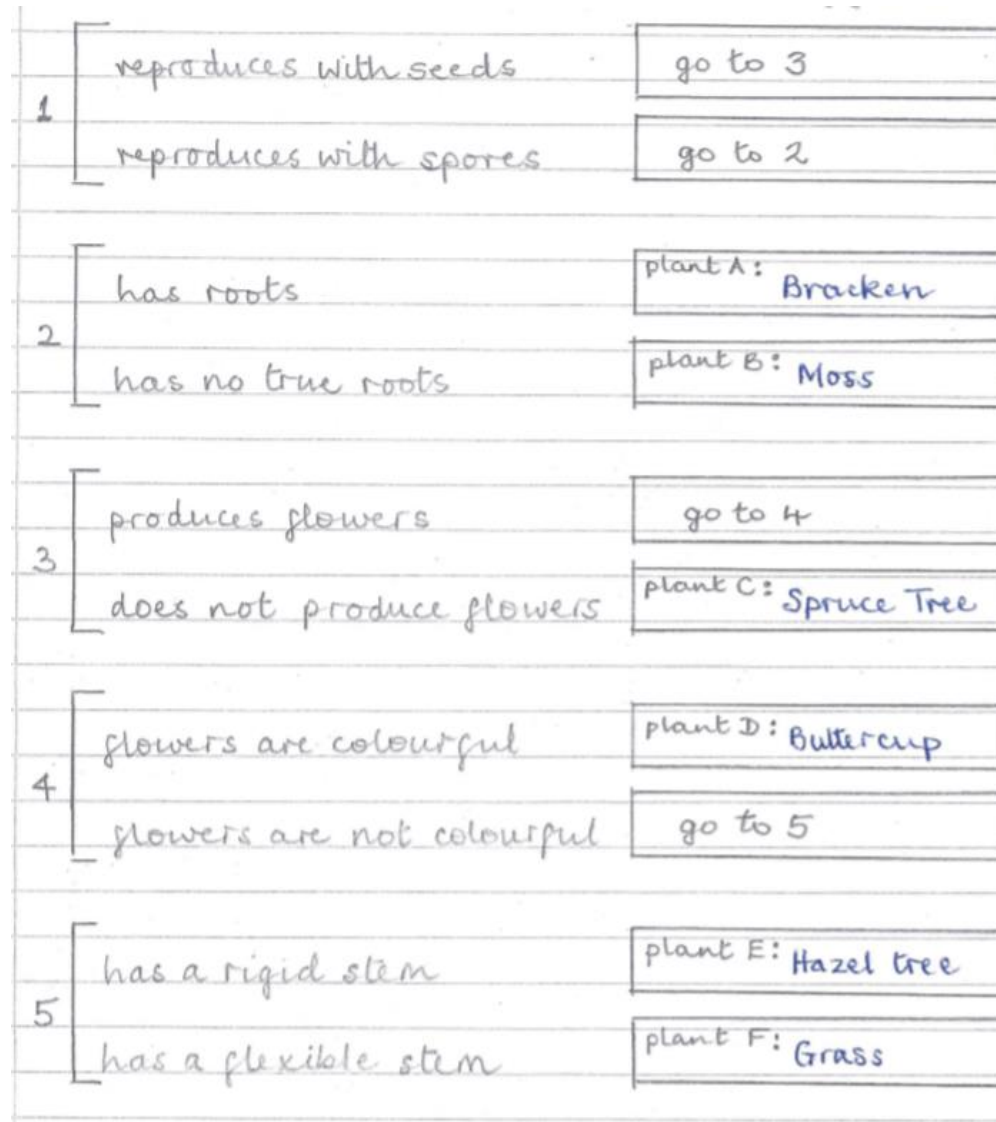 reproduces with seeds go to 3
1
reproduces with spores go to 2
has roots plant A: Bracken
2
has no true roots plant B: Moss
produces flowers go to 4
3
does not produce flowers plant C: Spruce Tree
flowers are colourful plant D: Buttercup
4
flowers are not colourful go to 5
has a rigid stem plant E: Hazel tree
5
has a flexible stem plant F: Grass